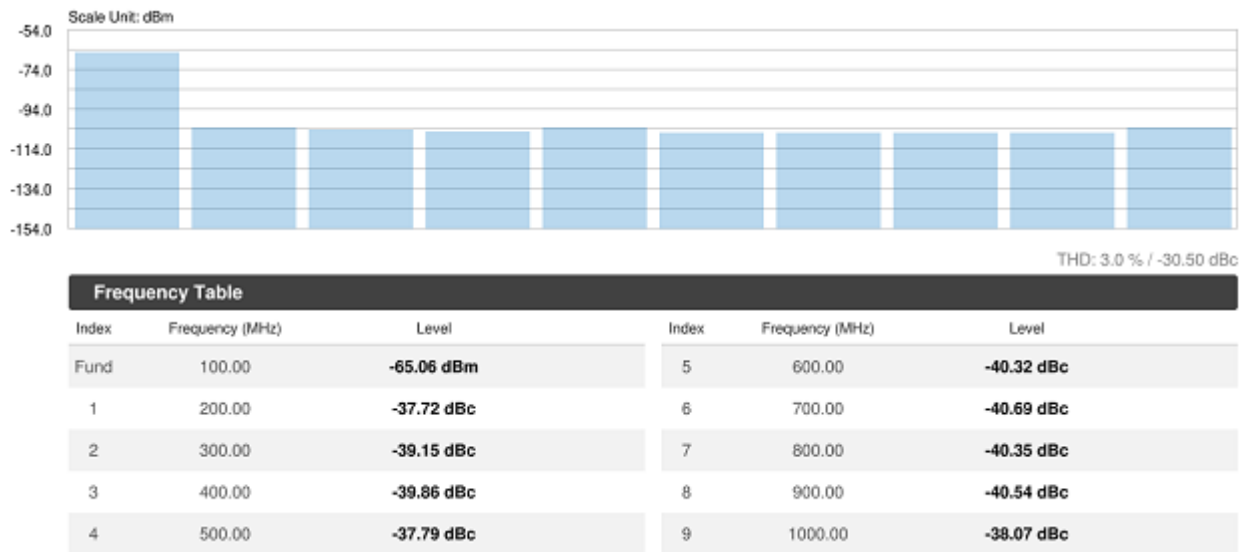 Scale Unit: dBm
-54.0
-74.0
-94.0
-114.0
-134.0
-154.0
THD: 3.0 % / -30.50 dBc
Frequency Table
Index Frequency (MHz) Level Index Frequency (MHz) Level
Fund 100.00 -65.06 dBm 5 600.00 -40.32 dBc
1 200.00 -37.72 dBc 6 700.00 -40.69 dBc
2 300.00 -39.15 dBc 7 800.00 -40.35 dBc
3 400.00 -39.86 dBc 8 900.00 -40.54 dBc
4 500.00 -37.79 dBc 9 1000.00 -38.07 dBc